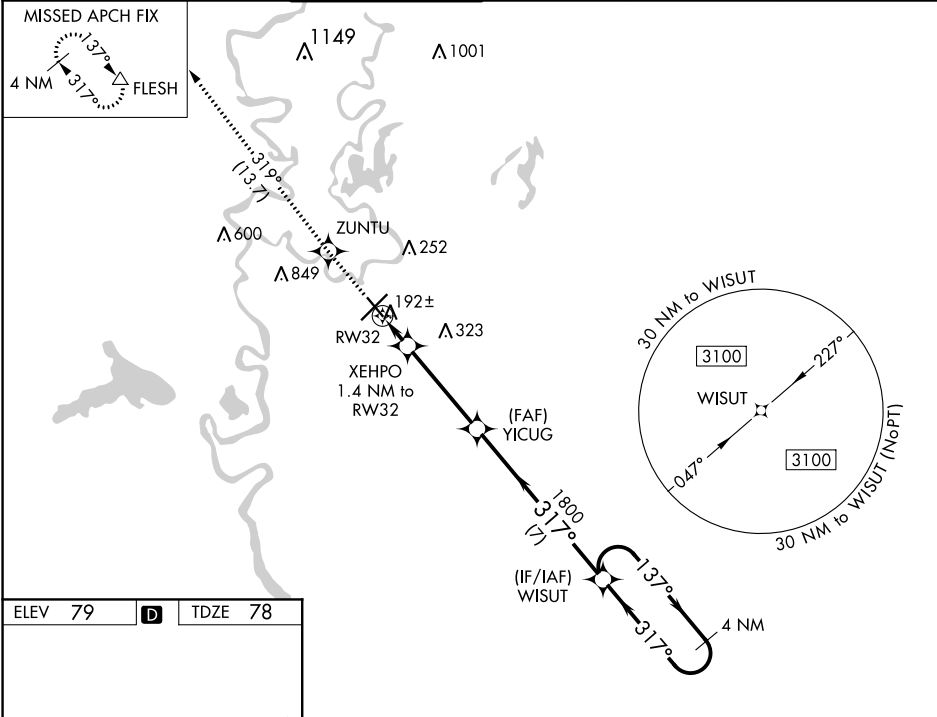 MISSED APCH FIX
137°
4 NM
317°
FLESH
1149
1001
319°
(13.7)
ZUNTU
600
252
849
192±
RW32
323
XEHPO
1.4 NM to
RW32
(FAF)
YICUG
1800
317°
(7)
(IF/IAF)
WISUT
137°
317°
4 NM
30 NM to WISUT
3100
227°
WISUT
047°
3100
30 NM to WISUT (NoPT)
ELEV 79
D
TDZE 78